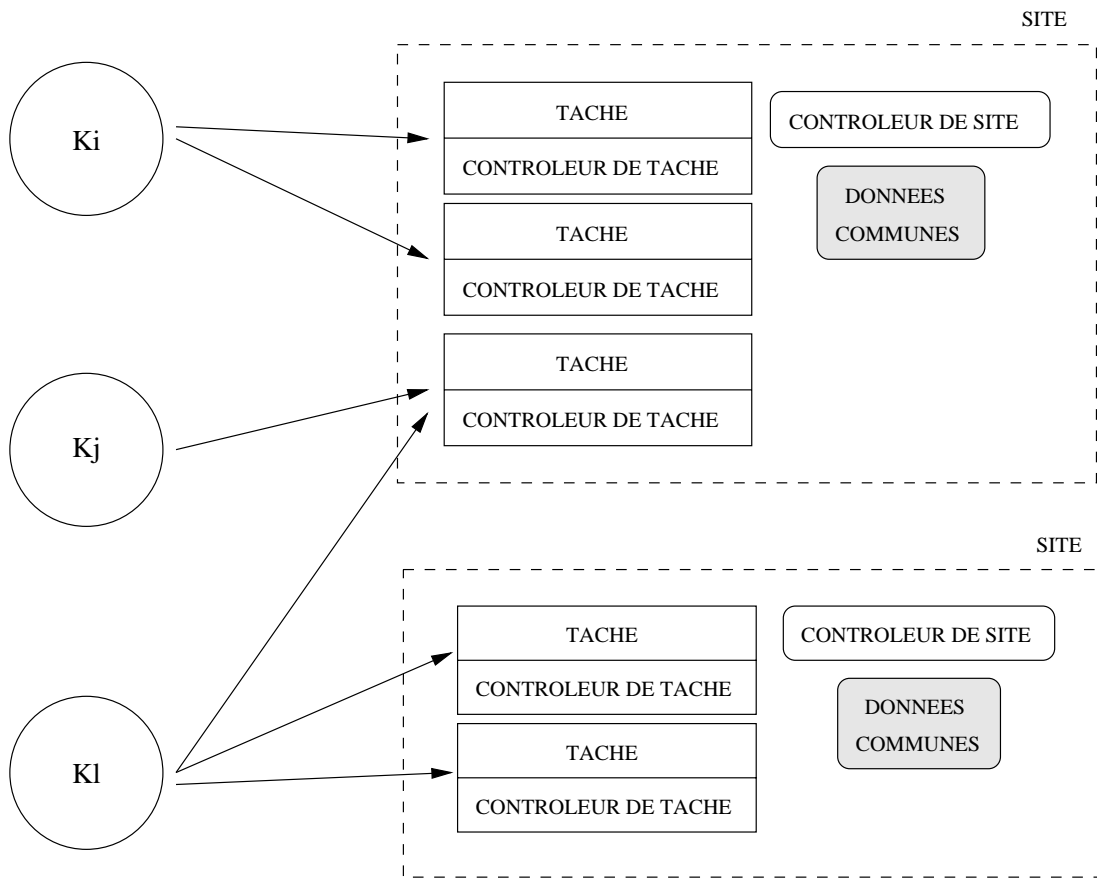 SITE
Ki
TACHE
CONTROLEUR DE TACHE
CONTROLEUR DE SITE
DONNEES
COMMUNES
TACHE
CONTROLEUR DE TACHE
Kj
TACHE
CONTROLEUR DE TACHE
SITE
Kl
TACHE
CONTROLEUR DE TACHE
CONTROLEUR DE SITE
DONNEES
COMMUNES
TACHE
CONTROLEUR DE TACHE